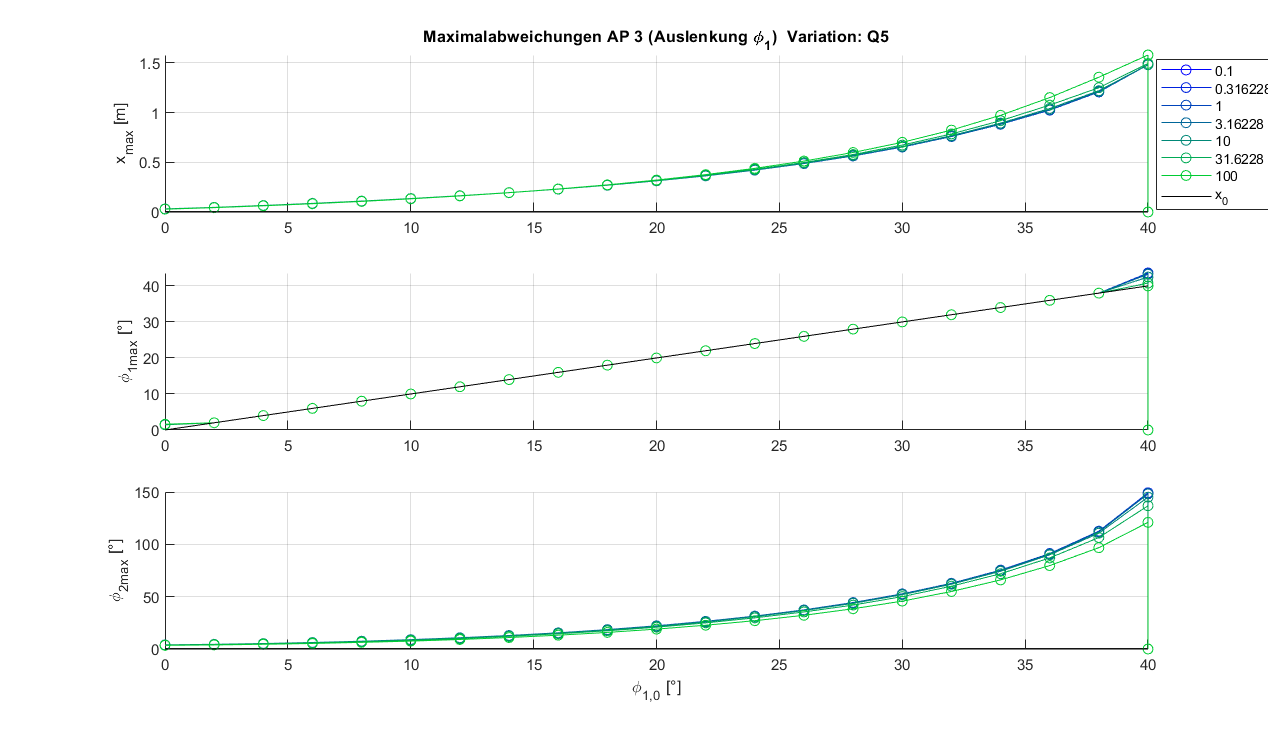 Maximalabweichungen AP 3 (Auslenkung ϕ1) Variation: Q5
xmax [m]
1.5
1
0.5
0
0 5 10 15 20 25 30 35 40
0.1
0.316228
1
3.16228
10
31.6228
100
x0
ϕ1max [°]
40
30
20
10
0
0 5 10 15 20 25 30 35 40
ϕ2max [°]
150
100
50
0
0 5 10 15 20 25 30 35 40
ϕ1,0 [°]